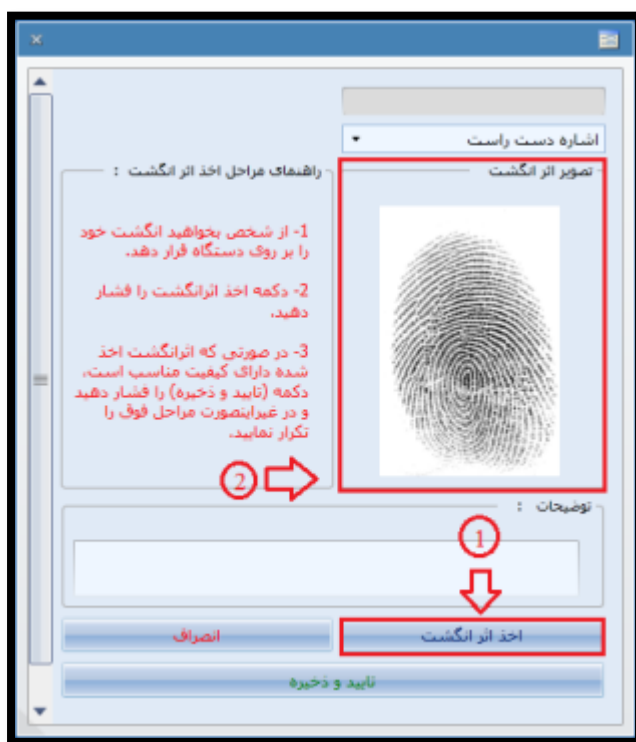 اشاره دست راست
تصویر اثر انگشت
راهنمای مراحل اخذ اثر انگشت :
1- از شخص بخواهید انگشت خود
را بر روی دستگاه قرار دهد.
2- دکمه اخذ اثرانگشت را فشار
دهید.
3- در صورتی که اثرانگشت اخذ
شده دارای کیفیت مناسب است،
دکمه (تایید و ذخیره) را فشار دهید
و در غیراینصورت مراحل فوق را
تکرار نمایید.
2
توضیحات :
1
اخذ اثر انگشت
انصراف
تایید و ذخیره